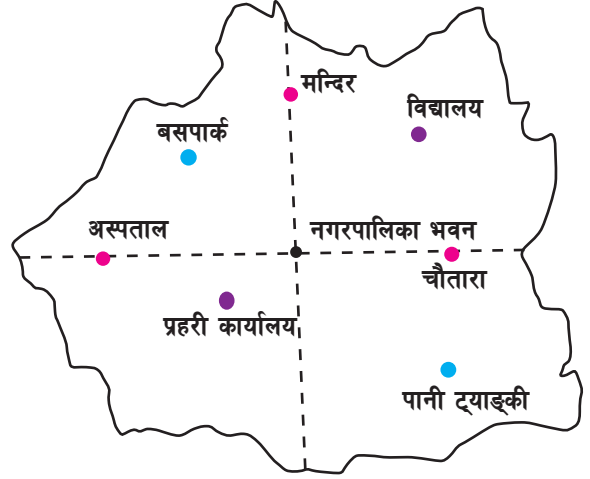 मन्दिर
विद्यालय
बसपार्क
अस्पताल
नगरपालिका भवन
चौतारा
प्रहरी कार्यालय
पानी ट्याङ्की